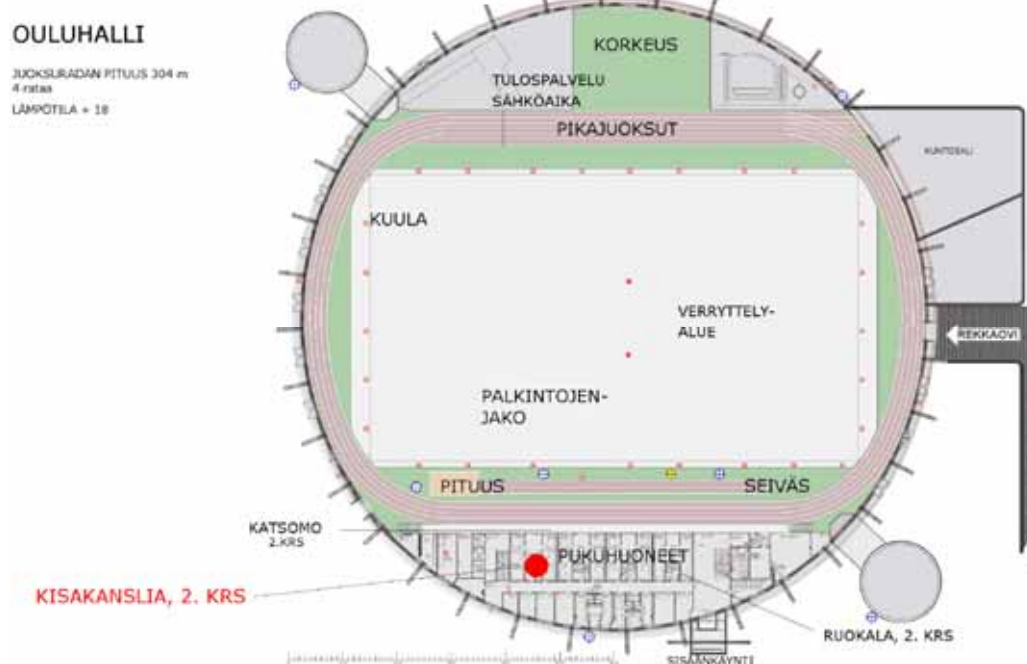 OULUHALLI
JUOKSURADAN PITUUS 304 m
4 rataa
LÄMPÖTILA + 18
KORKEUS
TULOSPALVELU
SÄHKÖAIKA
PIKAJUOKSUT
KUNTOSALI
KUULA
VERRYTTELY-
ALUE
REKKAOVI
PALKINTOJEN-
JAKO
PITUUS
SEIVÄS
KATSOMO
2.KRS
PUKUHUONEET
KISAKANSLIA, 2. KRS
RUOKALA, 2. KRS
SISÄÄNKÄYNTI